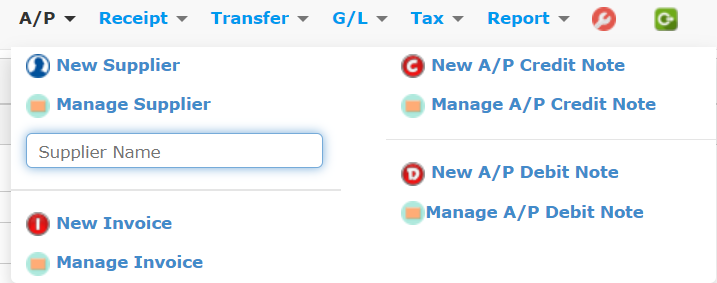 A/P Receipt Transfer G/L Tax Report
New Supplier
Manage Supplier
Supplier Name
New Invoice
Manage Invoice
New A/P Credit Note
Manage A/P Credit Note
New A/P Debit Note
Manage A/P Debit Note